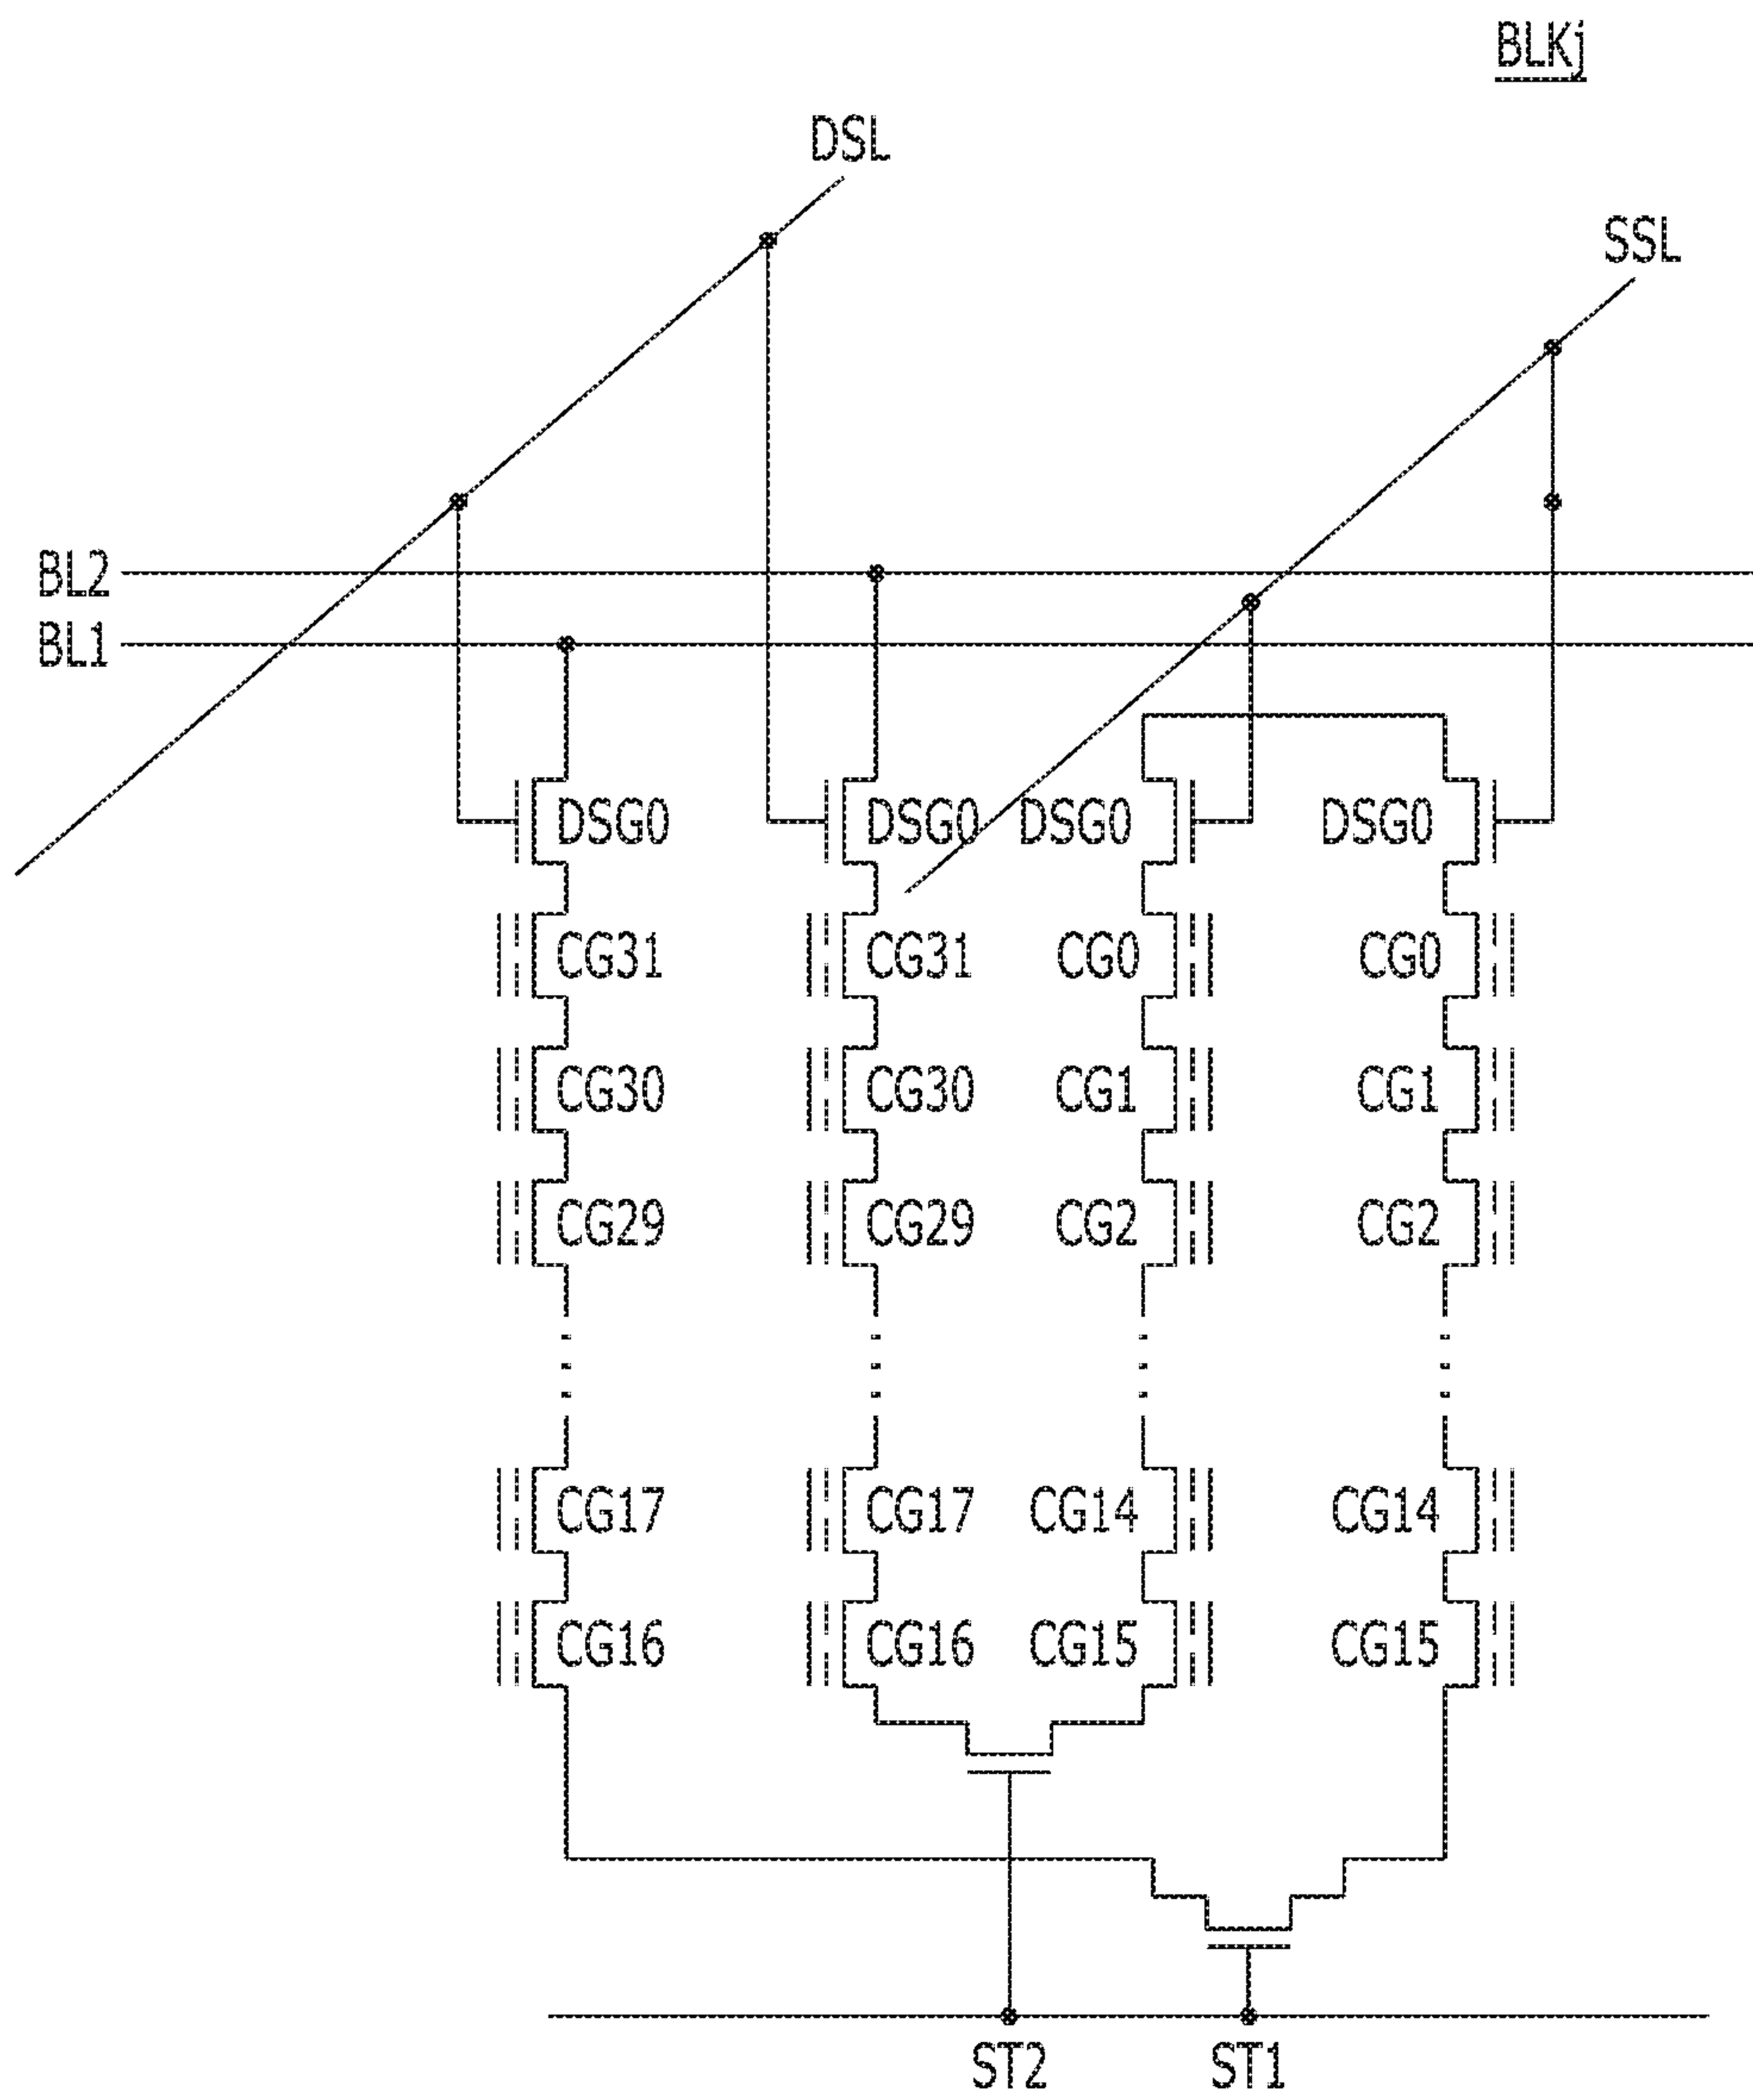 BLKj
DSL
SSL
BL2
BL1
DSG0 DSG0 DSG0 DSG0
CG31 CG31 CG0 CG0
CG30 CG30 CG1 CG1
CG29 CG29 CG2 CG2
CG17 CG17 CG14 CG14
CG16 CG16 CG15 CG15
ST2 ST1